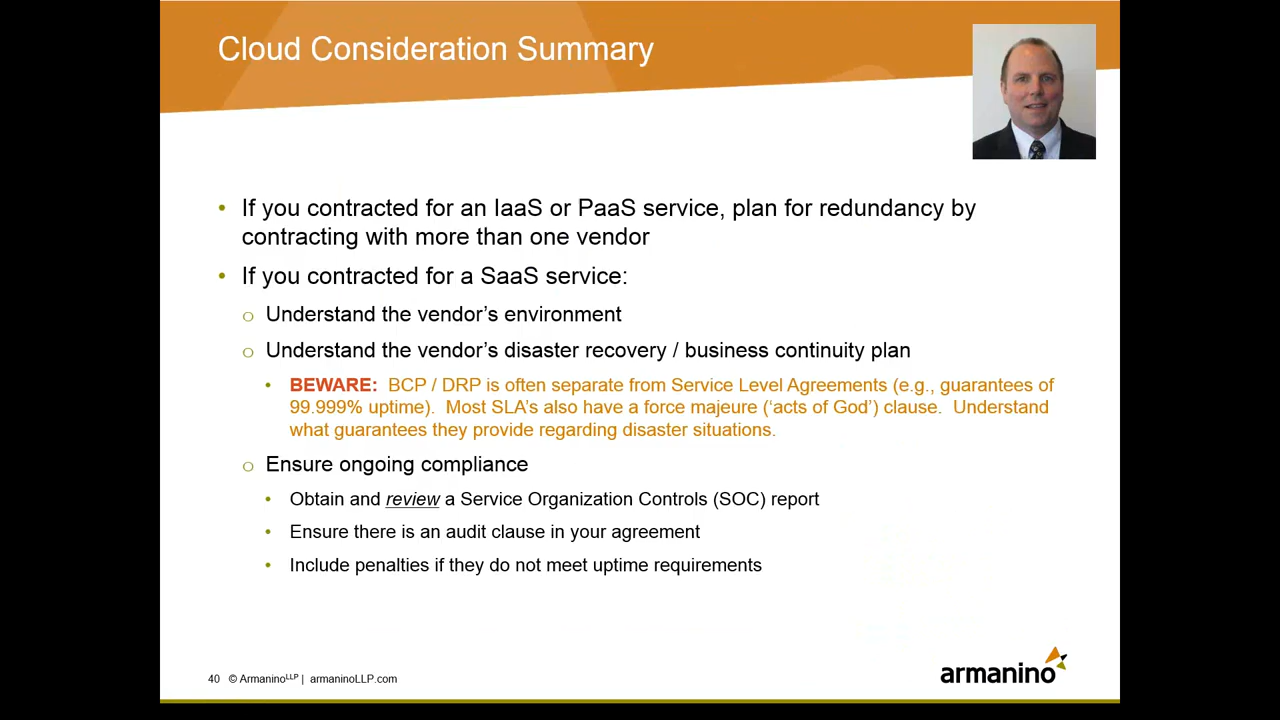 Cloud Consideration Summary
• If you contracted for an IaaS or PaaS service, plan for redundancy by
contracting with more than one vendor
• If you contracted for a SaaS service:
o Understand the vendor’s environment
o Understand the vendor’s disaster recovery / business continuity plan
• BEWARE: BCP / DRP is often separate from Service Level Agreements (e.g., guarantees of
99.999% uptime). Most SLA’s also have a force majeure (‘acts of God’) clause. Understand
what guarantees they provide regarding disaster situations.
o Ensure ongoing compliance
• Obtain and review a Service Organization Controls (SOC) report
• Ensure there is an audit clause in your agreement
• Include penalties if they do not meet uptime requirements
armanino
40 © ArmaninoLLP | armaninoLLP.com